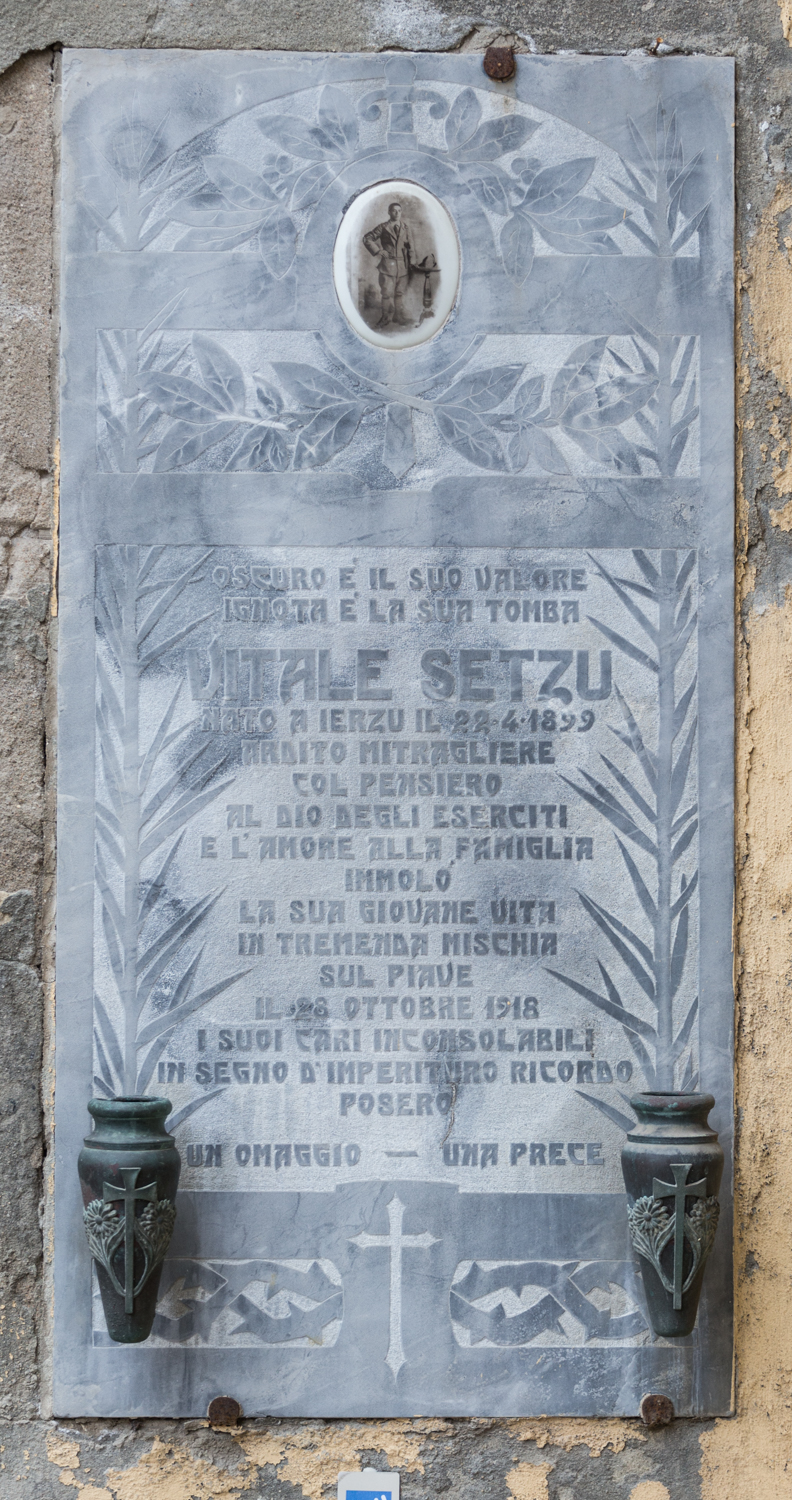 OSCURO E' IL SUO VALORE
IGNOTA E' LA SUA TOMBA
VITALE SETZU
NATO A IERZU IL 22·4·1899
ARDITO MITRAGLIERE
COL PENSIERO
AL DIO DEGLI ESERCITI
E L'AMORE ALLA FAMIGLIA
IMMOLO'
LA SUA GIOVANE VITA
IN TREMENDA MISCHIA
SUL PIAVE
IL 28 OTTOBRE 1918
I SUOI CARI INCONSOLABILI
IN SEGNO D'IMPERITURO RICORDO
POSERO
UN OMAGGIO — UNA PRECE